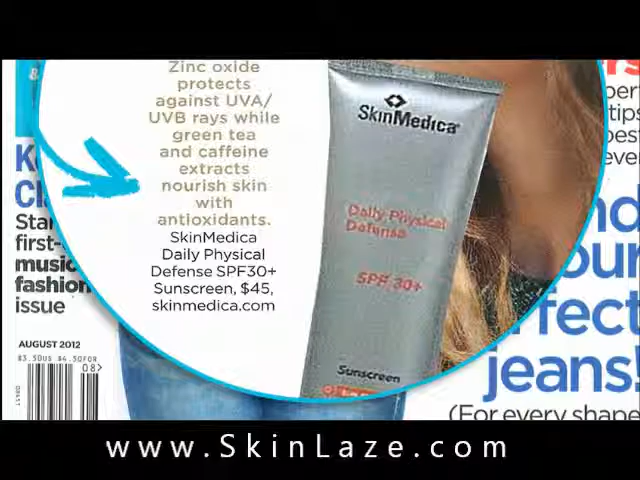 Zinc oxide
protects
against UVA/
UVB rays while
green tea
and caffeine
extracts
nourish skin
with
antioxidants.
SkinMedica
Daily Physical
Defense SPF30+
Sunscreen, $45,
skinmedica.com
SkinMedica
Daily Physical
Defense
SPF 30+
Sunscreen
Star
first-
music
fashion
issue
AUGUST 2012
$3.50US $4.50FOR
08>
jeans!
(For every shape
www.SkinLaze.com